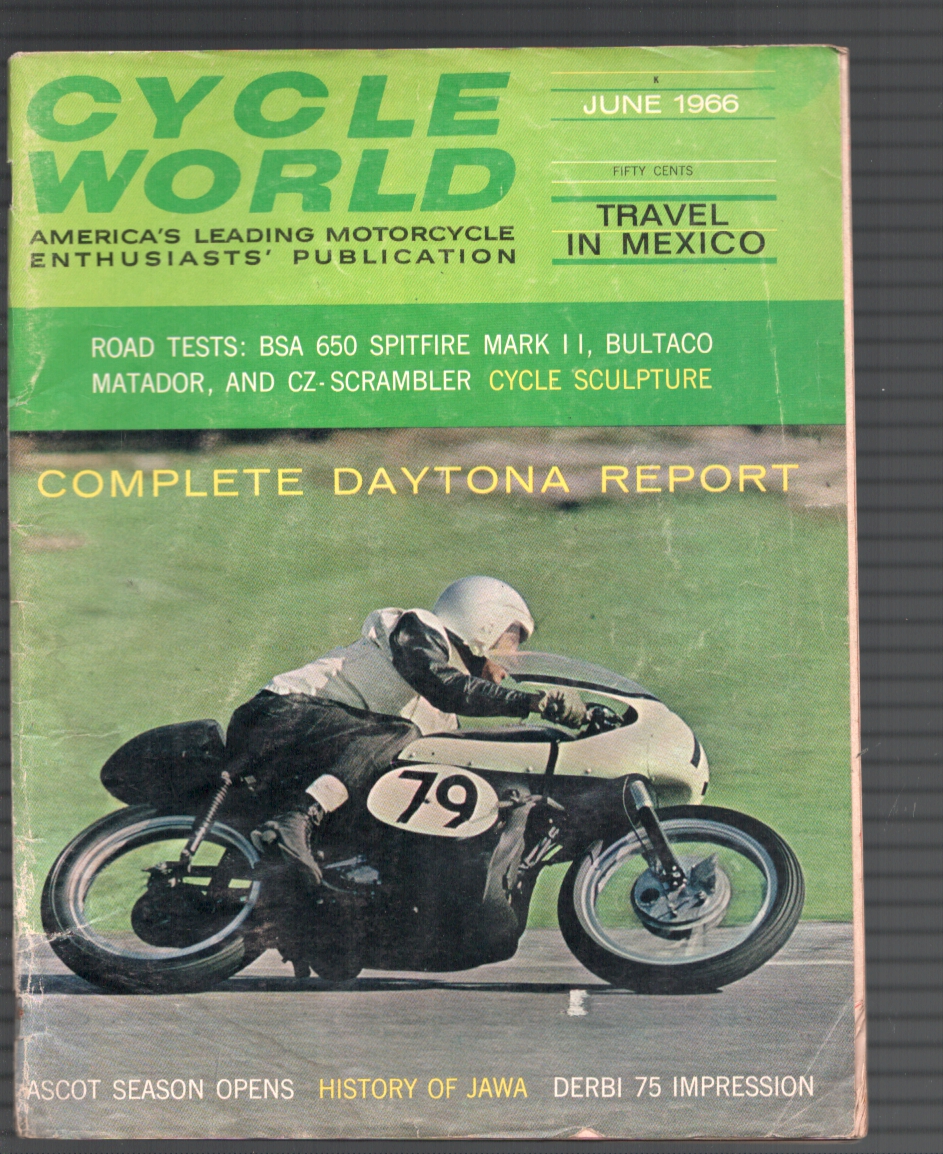 CYCLE
WORLD
AMERICA'S LEADING MOTORCYCLE
ENTHUSIASTS' PUBLICATION
K
JUNE 1966
FIFTY CENTS
TRAVEL
IN MEXICO
ROAD TESTS: BSA 650 SPITFIRE MARK II, BULTACO
MATADOR, AND CZ-SCRAMBLER CYCLE SCULPTURE
COMPLETE DAYTONA REPORT
79
ASCOT SEASON OPENS HISTORY OF JAWA DERBI 75 IMPRESSION